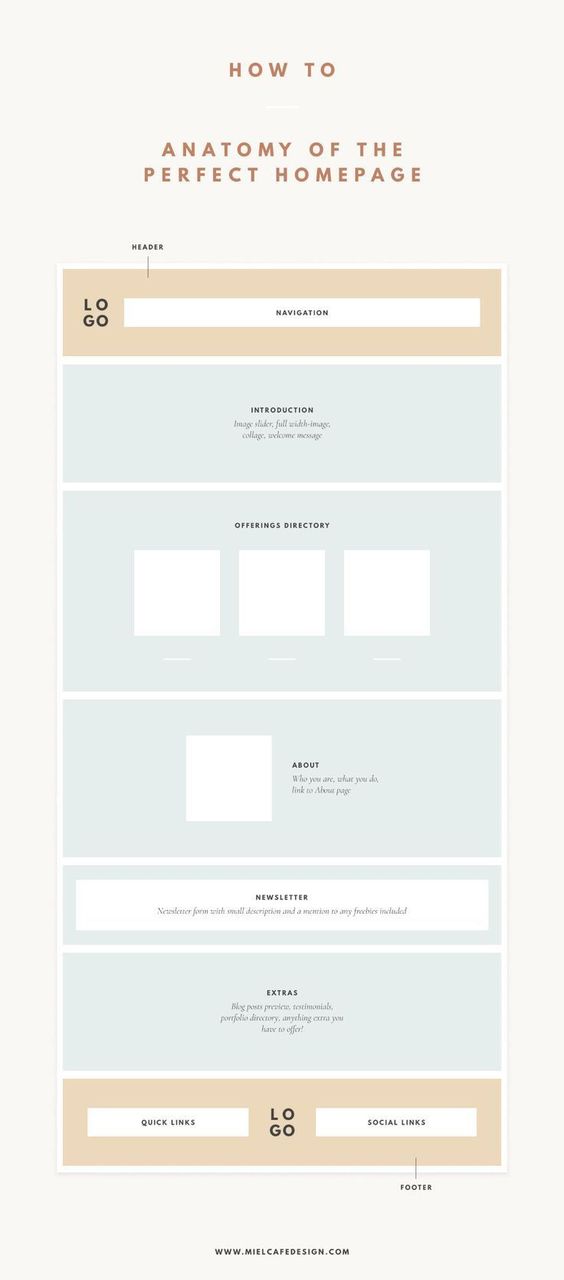 HOW TO
ANATOMY OF THE
PERFECT HOMEPAGE
HEADER
LO
GO
NAVIGATION
INTRODUCTION
Image slider, full width-image,
collage, welcome message
OFFERINGS DIRECTORY
ABOUT
Who you are, what you do,
link to About page
NEWSLETTER
Newsletter form with small description and a mention to any freebies included
EXTRAS
Blog posts preview, testimonials,
portfolio directory, anything extra you
have to offer!
QUICK LINKS
LO
GO
SOCIAL LINKS
FOOTER
WWW.MIELCAFEDESIGN.COM